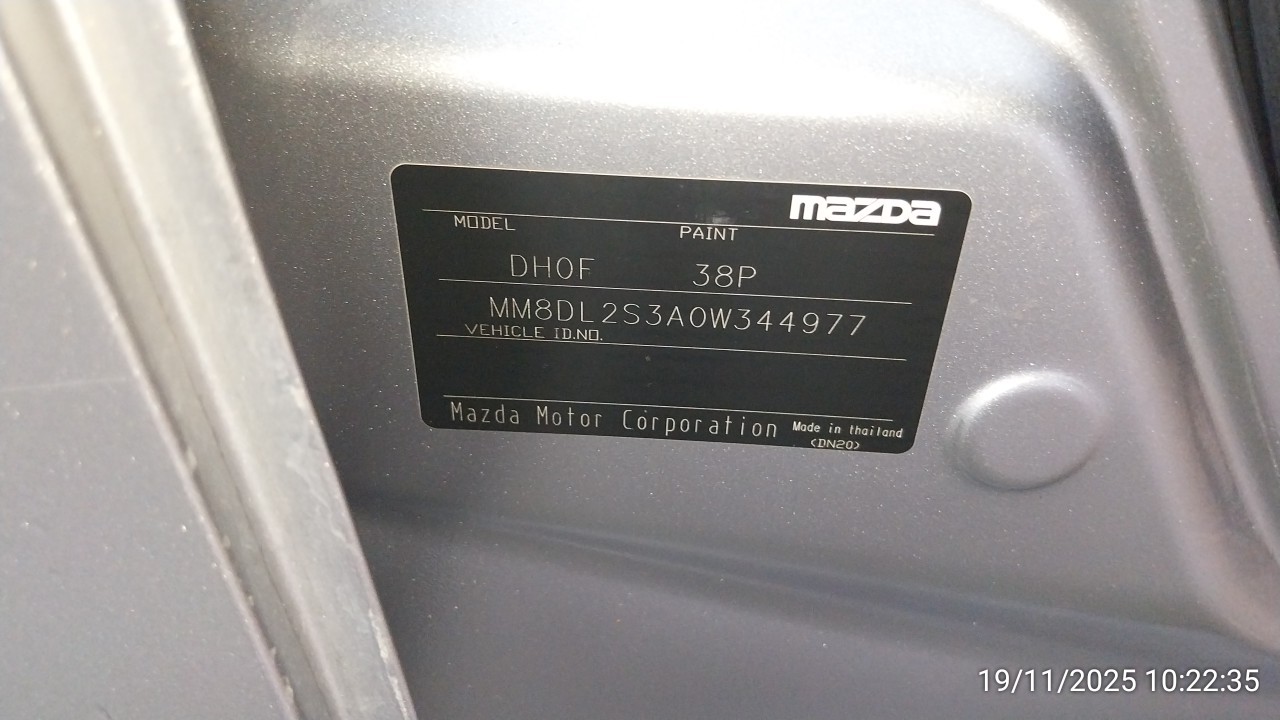 mazda
MODEL PAINT
DH0F 38P
MM8DL2S3A0W344977
VEHICLE ID.NO.
Mazda Motor Corporation Made in thailand
(DN20)
19/11/2025 10:22:35